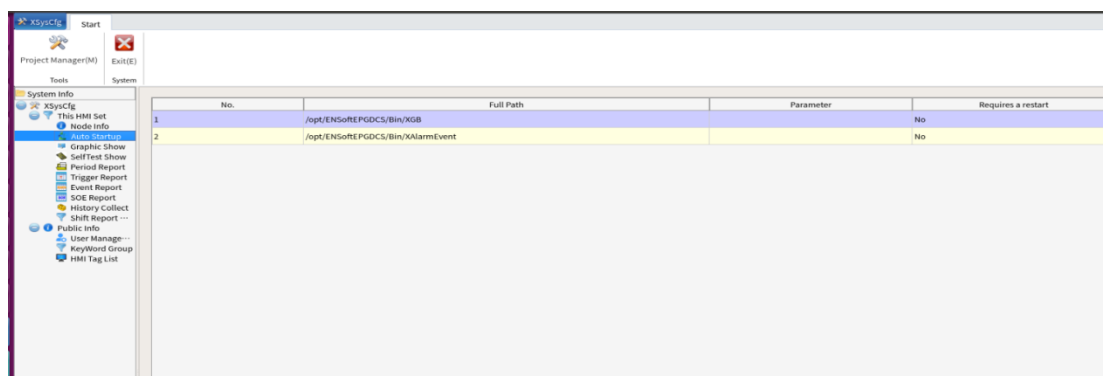 XSysCfg Start
Project Manager(M) Exit(E)
Tools System
System Info
XSysCfg
This HMI Set
Node Info
Auto Startup
Graphic Show
SelfTest Show
Period Report
Trigger Report
Event Report
SOE Report
History Collect
Shift Report ···
Public Info
User Manage···
KeyWord Group
HMI Tag List
No. Full Path Parameter Requires a restart
1 /opt/ENSoftEPGDCS/Bin/XGB No
2 /opt/ENSoftEPGDCS/Bin/XAlarmEvent No